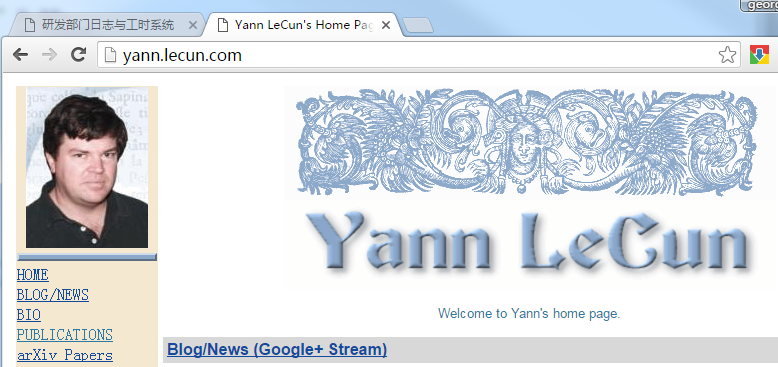 georg
研发部门日志与工时系统
Yann LeCun's Home Pag
yann.lecun.com
Yann LeCun
HOME
BLOG/NEWS
BIO
PUBLICATIONS
arXiv Papers
Welcome to Yann's home page.
Blog/News (Google+ Stream)